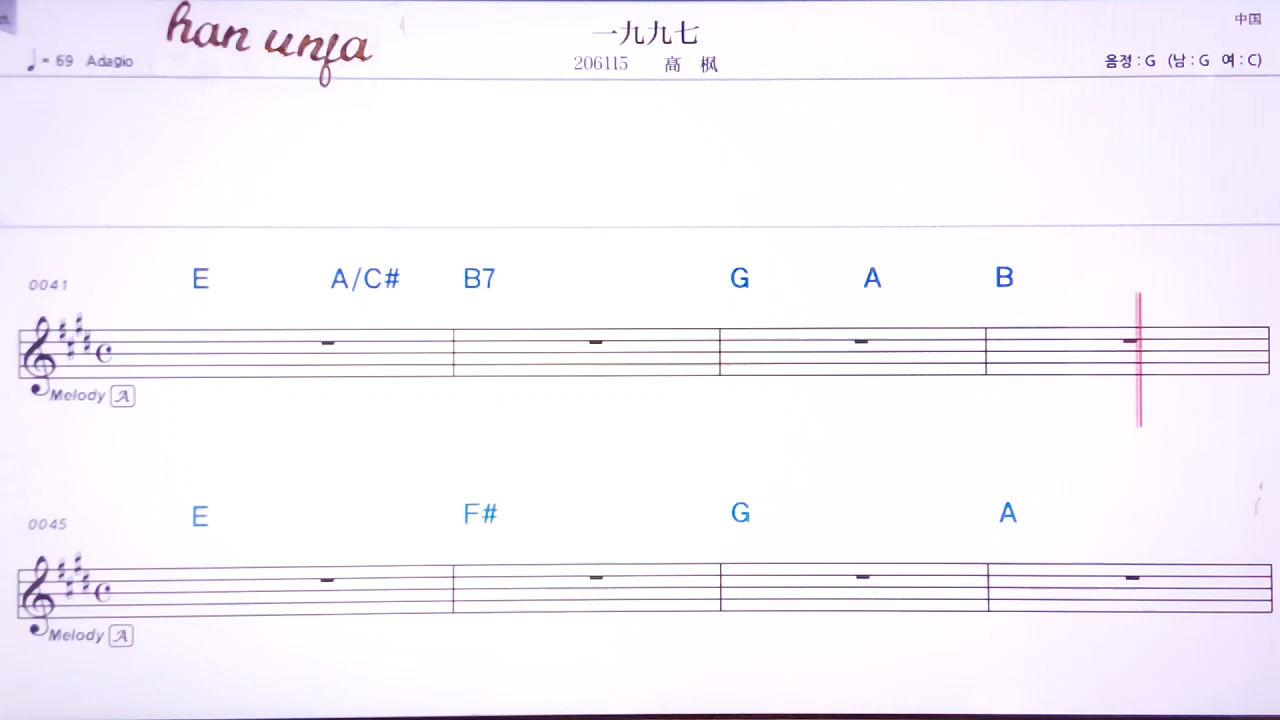 han unfa
一九九七
中国
♩= 69 Adagio
206115 高 枫
음정 : G (남 : G 여 : C)
0041 E A/C# B7 G A B
Melody A
0045 E F# G A
Melody A